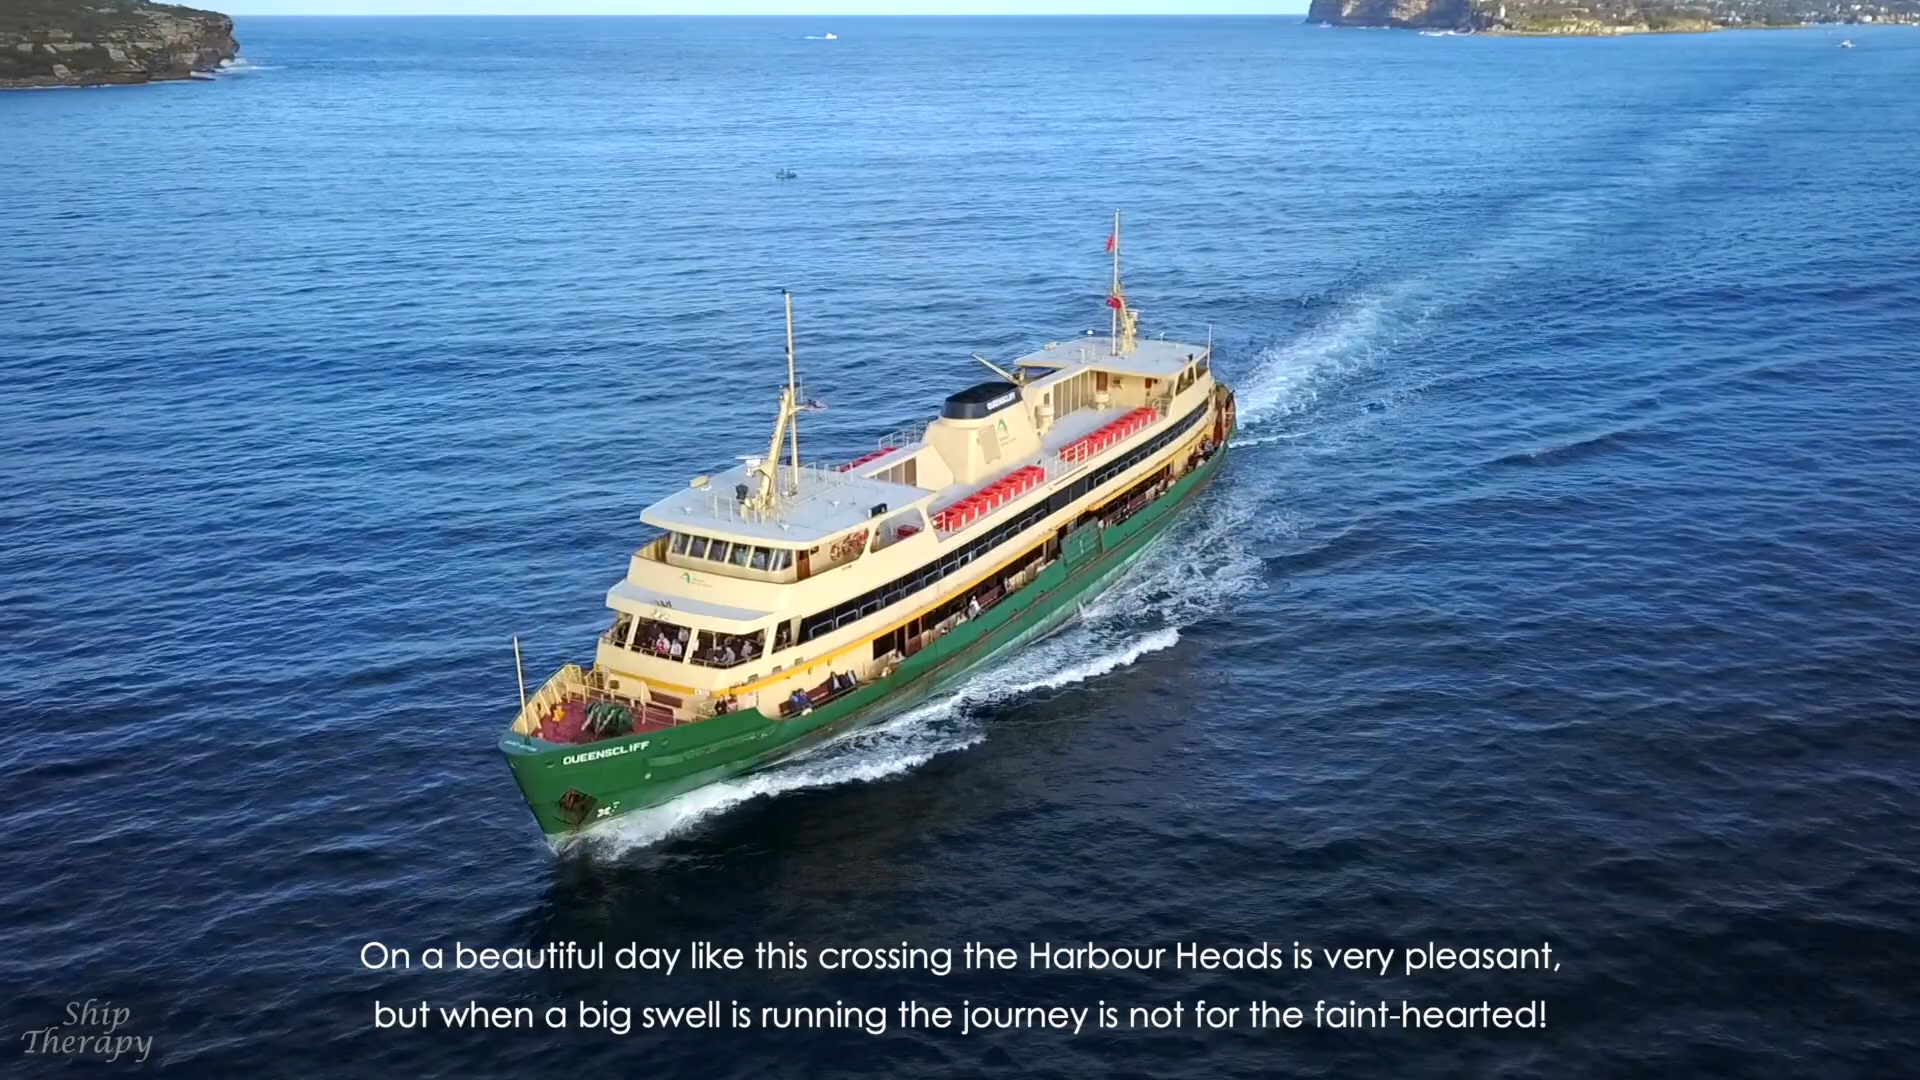 QUEENSCLIFF
QUEENSCLIFF
On a beautiful day like this crossing the Harbour Heads is very pleasant,
but when a big swell is running the journey is not for the faint-hearted!
Ship
Therapy